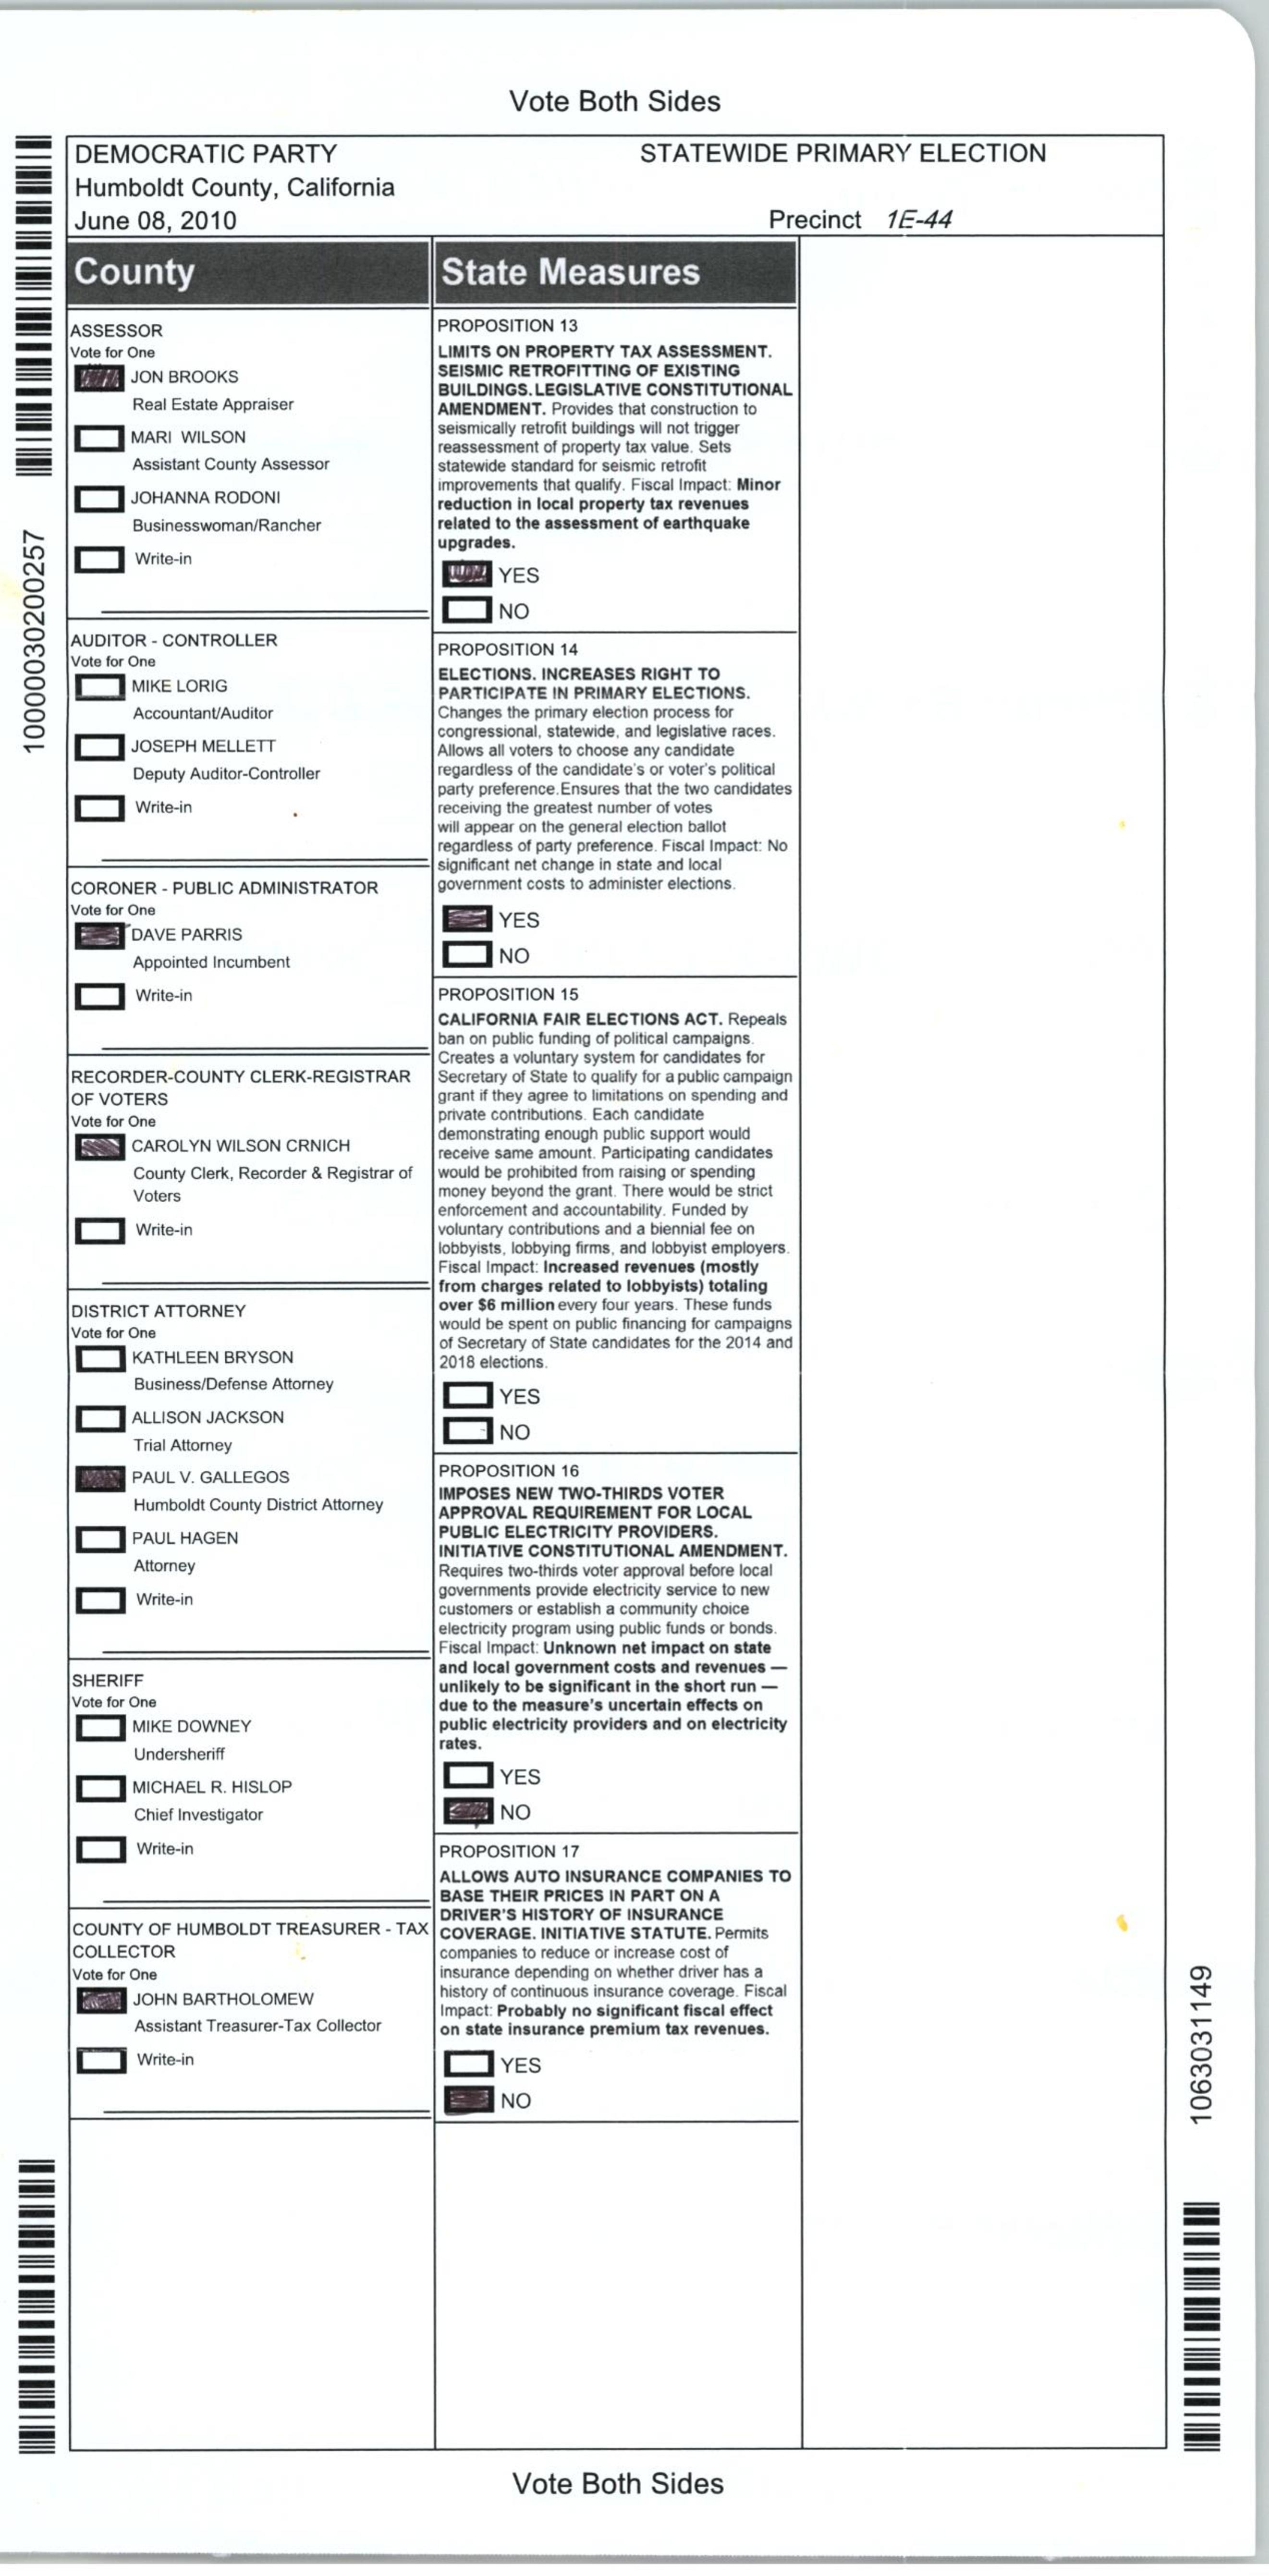 Vote Both Sides
DEMOCRATIC PARTY
Humboldt County, California
June 08, 2010
STATEWIDE PRIMARY ELECTION
Precinct 1E-44
1000030200257
County
ASSESSOR
Vote for One
JON BROOKS
Real Estate Appraiser
MARI WILSON
Assistant County Assessor
JOHANNA RODONI
Businesswoman/Rancher
Write-in
AUDITOR - CONTROLLER
Vote for One
MIKE LORIG
Accountant/Auditor
JOSEPH MELLETT
Deputy Auditor-Controller
Write-in
CORONER - PUBLIC ADMINISTRATOR
Vote for One
DAVE PARRIS
Appointed Incumbent
Write-in
RECORDER-COUNTY CLERK-REGISTRAR
OF VOTERS
Vote for One
CAROLYN WILSON CRNICH
County Clerk, Recorder & Registrar of
Voters
Write-in
DISTRICT ATTORNEY
Vote for One
KATHLEEN BRYSON
Business/Defense Attorney
ALLISON JACKSON
Trial Attorney
PAUL V. GALLEGOS
Humboldt County District Attorney
PAUL HAGEN
Attorney
Write-in
SHERIFF
Vote for One
MIKE DOWNEY
Undersheriff
MICHAEL R. HISLOP
Chief Investigator
Write-in
COUNTY OF HUMBOLDT TREASURER - TAX
COLLECTOR
Vote for One
JOHN BARTHOLOMEW
Assistant Treasurer-Tax Collector
Write-in
State Measures
PROPOSITION 13
LIMITS ON PROPERTY TAX ASSESSMENT.
SEISMIC RETROFITTING OF EXISTING
BUILDINGS. LEGISLATIVE CONSTITUTIONAL
AMENDMENT. Provides that construction to
seismically retrofit buildings will not trigger
reassessment of property tax value. Sets
statewide standard for seismic retrofit
improvements that qualify. Fiscal Impact: Minor
reduction in local property tax revenues
related to the assessment of earthquake
upgrades.
YES
NO
PROPOSITION 14
ELECTIONS. INCREASES RIGHT TO
PARTICIPATE IN PRIMARY ELECTIONS.
Changes the primary election process for
congressional, statewide, and legislative races.
Allows all voters to choose any candidate
regardless of the candidate's or voter's political
party preference. Ensures that the two candidates
receiving the greatest number of votes
will appear on the general election ballot
regardless of party preference. Fiscal Impact: No
significant net change in state and local
government costs to administer elections.
YES
NO
PROPOSITION 15
CALIFORNIA FAIR ELECTIONS ACT. Repeals
ban on public funding of political campaigns.
Creates a voluntary system for candidates for
Secretary of State to qualify for a public campaign
grant if they agree to limitations on spending and
private contributions. Each candidate
demonstrating enough public support would
receive same amount. Participating candidates
would be prohibited from raising or spending
money beyond the grant. There would be strict
enforcement and accountability. Funded by
voluntary contributions and a biennial fee on
lobbyists, lobbying firms, and lobbyist employers.
Fiscal Impact: Increased revenues (mostly
from charges related to lobbyists) totaling
over $6 million every four years. These funds
would be spent on public financing for campaigns
of Secretary of State candidates for the 2014 and
2018 elections.
YES
NO
PROPOSITION 16
IMPOSES NEW TWO-THIRDS VOTER
APPROVAL REQUIREMENT FOR LOCAL
PUBLIC ELECTRICITY PROVIDERS.
INITIATIVE CONSTITUTIONAL AMENDMENT.
Requires two-thirds voter approval before local
governments provide electricity service to new
customers or establish a community choice
electricity program using public funds or bonds.
Fiscal Impact: Unknown net impact on state
and local government costs and revenues —
unlikely to be significant in the short run —
due to the measure's uncertain effects on
public electricity providers and on electricity
rates.
YES
NO
PROPOSITION 17
ALLOWS AUTO INSURANCE COMPANIES TO
BASE THEIR PRICES IN PART ON A
DRIVER'S HISTORY OF INSURANCE
COVERAGE. INITIATIVE STATUTE. Permits
companies to reduce or increase cost of
insurance depending on whether driver has a
history of continuous insurance coverage. Fiscal
Impact: Probably no significant fiscal effect
on state insurance premium tax revenues.
YES
NO
1063031149
Vote Both Sides